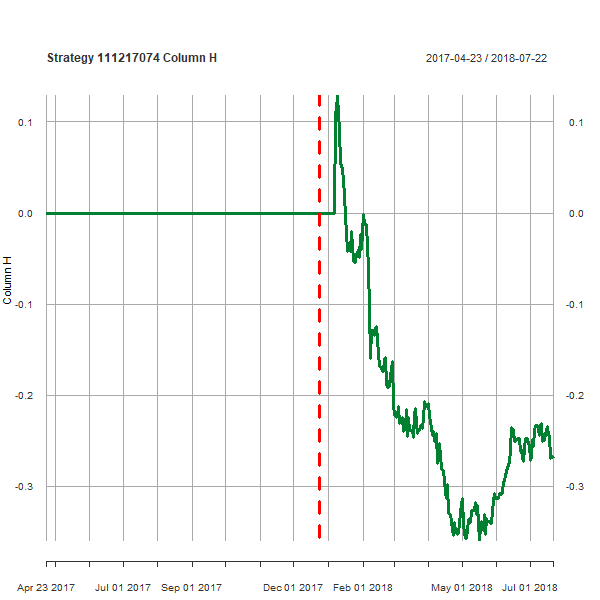 Strategy 111217074 Column H
2017-04-23 / 2018-07-22
0.1 0.1
0.0 0.0
-0.1 -0.1
-0.2 -0.2
-0.3 -0.3
Column H
Apr 23 2017 Jul 01 2017 Sep 01 2017 Dec 01 2017 Feb 01 2018 May 01 2018 Jul 01 2018